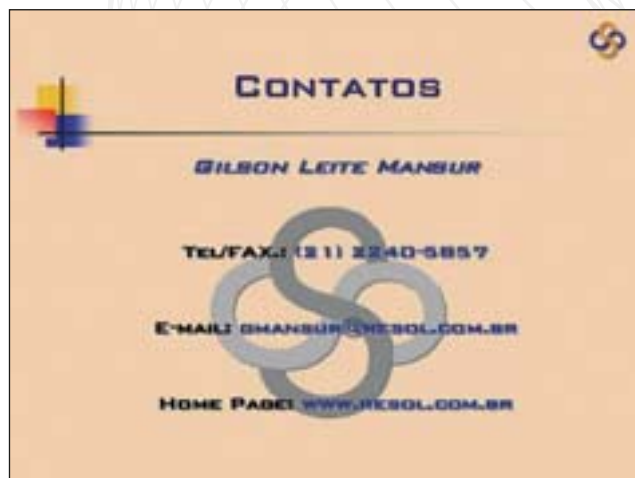 CONTATOS
GILSON LEITE MANSUR
TEL/FAX.: (21) 2240-5857
E-MAIL: GMANSUR@RESOL.COM.BR
HOME PAGE: WWW.RESOL.COM.BR